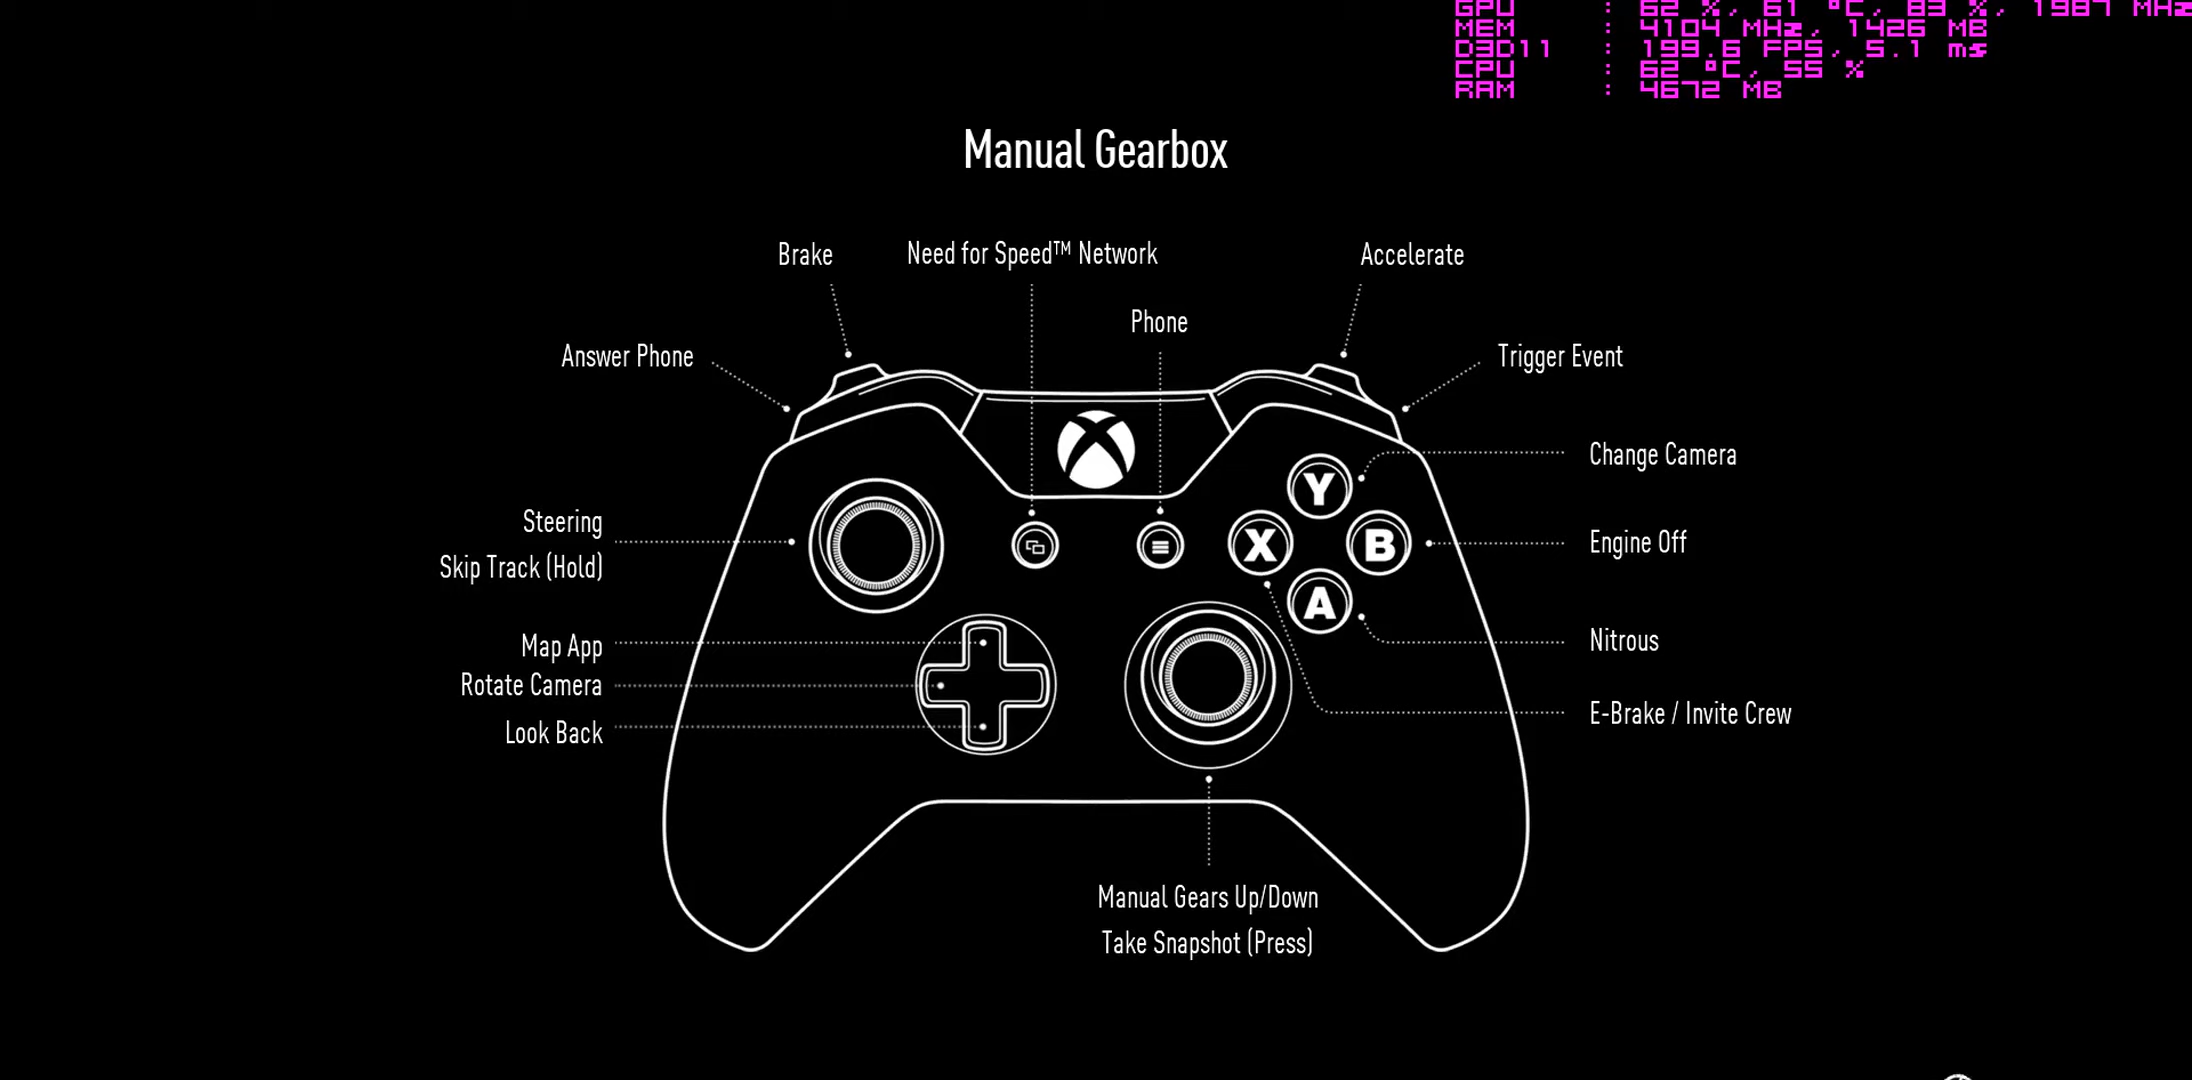 GPU : 62 %, 61 °C, 83 %, 1987 MHz
MEM : 4104 MHz, 1426 MB
D3D11 : 199.6 FPS, 5.1 ms
CPU : 62 °C, 55 %
RAM : 4672 MB
Manual Gearbox
Brake
Need for Speed™ Network
Accelerate
Phone
Answer Phone
Trigger Event
Change Camera
Y
Steering
Skip Track (Hold)
X
B
Engine Off
A
Map App
Nitrous
Rotate Camera
Look Back
E-Brake / Invite Crew
Manual Gears Up/Down
Take Snapshot (Press)